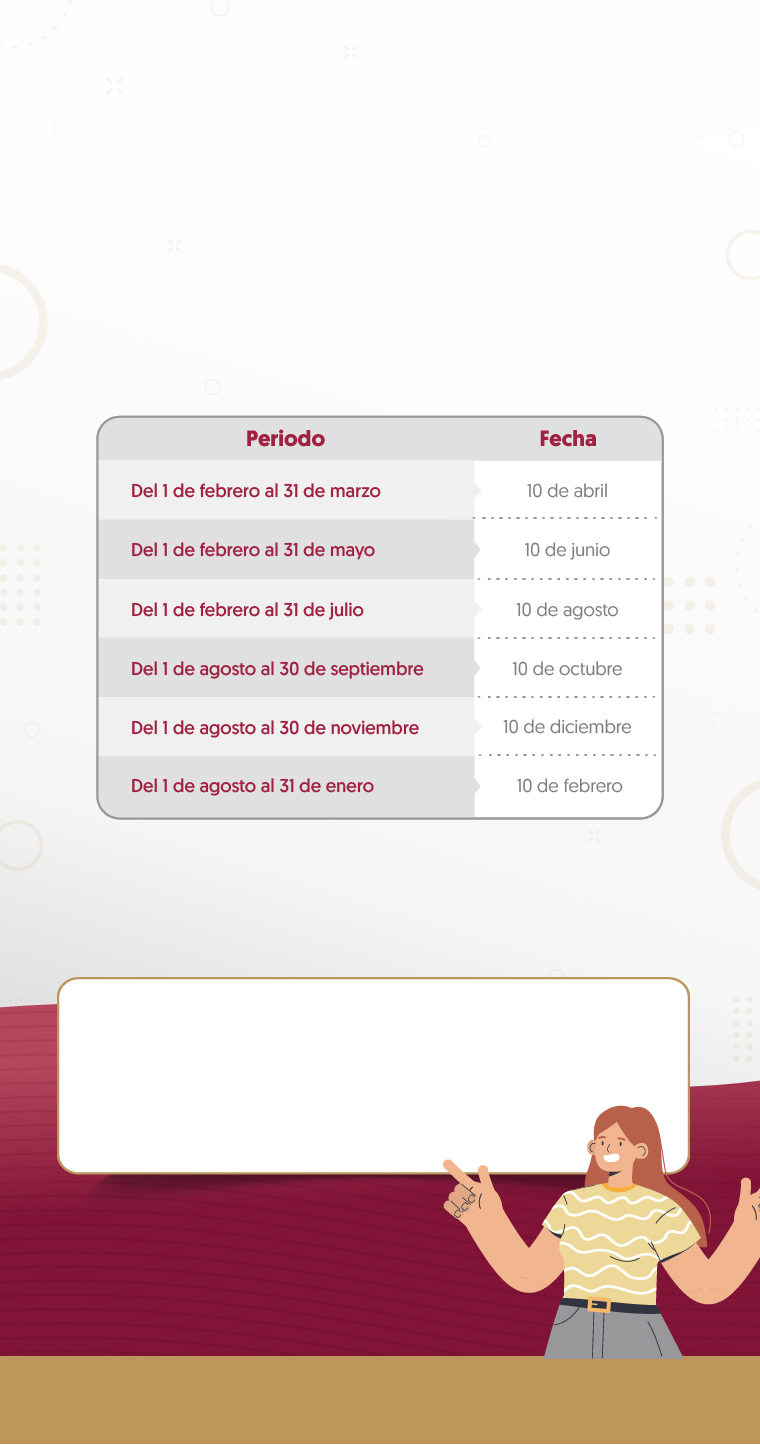 Periodo Fecha
Del 1 de febrero al 31 de marzo 10 de abril
Del 1 de febrero al 31 de mayo 10 de junio
Del 1 de febrero al 31 de julio 10 de agosto
Del 1 de agosto al 30 de septiembre 10 de octubre
Del 1 de agosto al 30 de noviembre 10 de diciembre
Del 1 de agosto al 31 de enero 10 de febrero